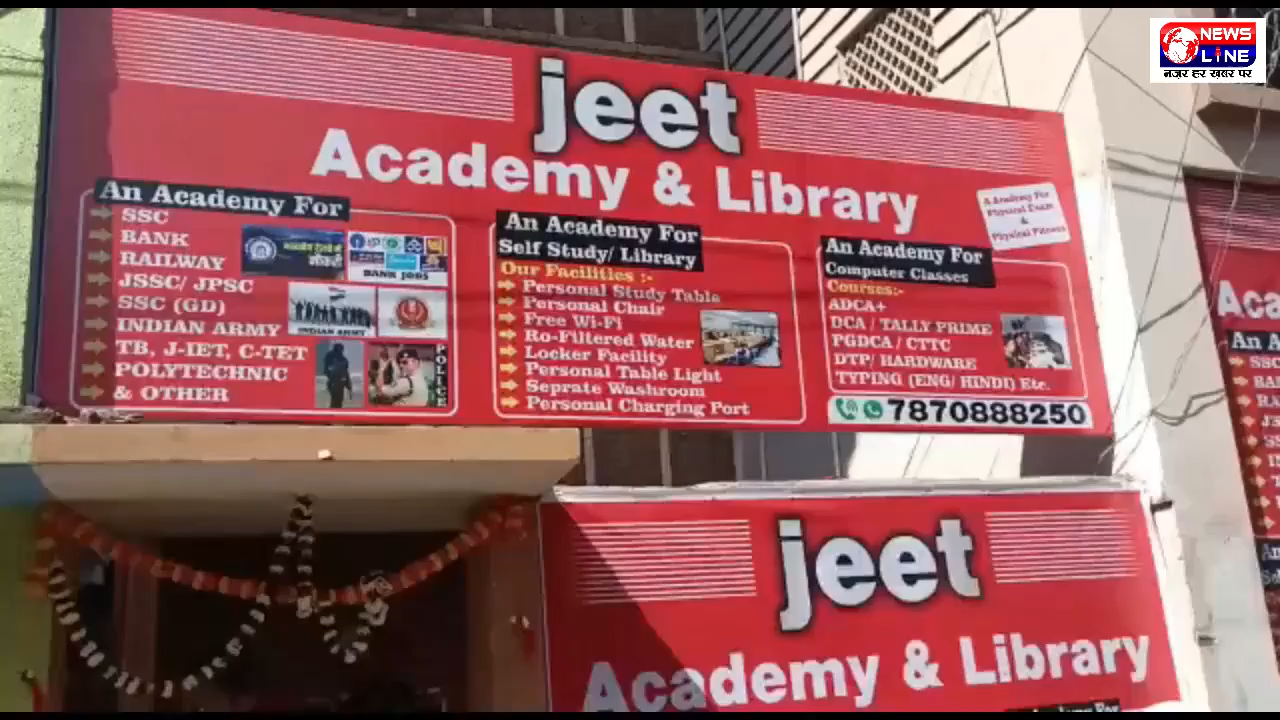 NEWS
LINE
नज़र हर खबर पर
jeet
Academy & Library
An Academy For
SSC
BANK
RAILWAY
JSSC/ JPSC
SSC (GD)
INDIAN ARMY
TB, J-IET, C-TET
POLYTECHNIC
& OTHER
BANK JOBS
INDIAN ARMY
POLICE
An Academy For
Self Study/ Library
Our Facilities :-
Personal Study Table
Personal Chair
Free Wi-Fi
Ro-Filtered Water
Locker Facility
Personal Table Light
Seprate Washroom
Personal Charging Port
A Academy For
Physical Exam
&
Physical Fitness
An Academy For
Computer Classes
Courses:-
ADCA+
DCA / TALLY PRIME
PGDCA / CTTC
DTP/ HARDWARE
TYPING (ENG/ HINDI) Etc.
7870888250
jeet
Academy & Library